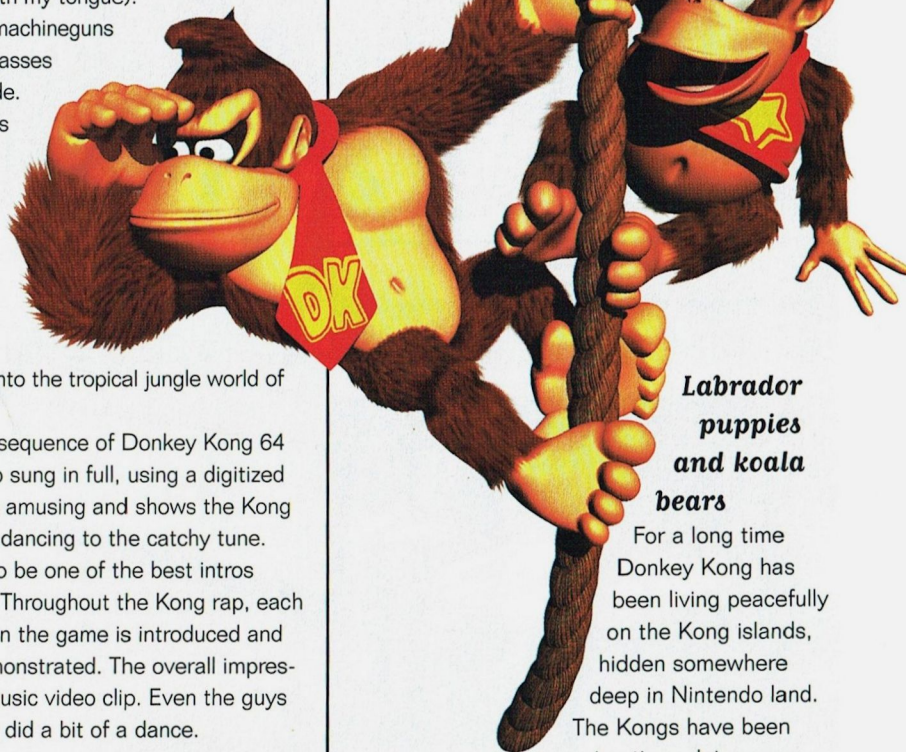 machineguns
DK
nto the tropical jungle world of
sequence of Donkey Kong 64
sung in full, using a digitized
amusing and shows the Kong
dancing to the catchy tune.
o be one of the best intros
Throughout the Kong rap, each
n the game is introduced and
nonstrated. The overall impres-
usic video clip. Even the guys
did a bit of a dance.
Labrador
puppies
and koala
bears
For a long time
Donkey Kong has
been living peacefully
on the Kong islands,
hidden somewhere
deep in Nintendo land.
The Kongs have been